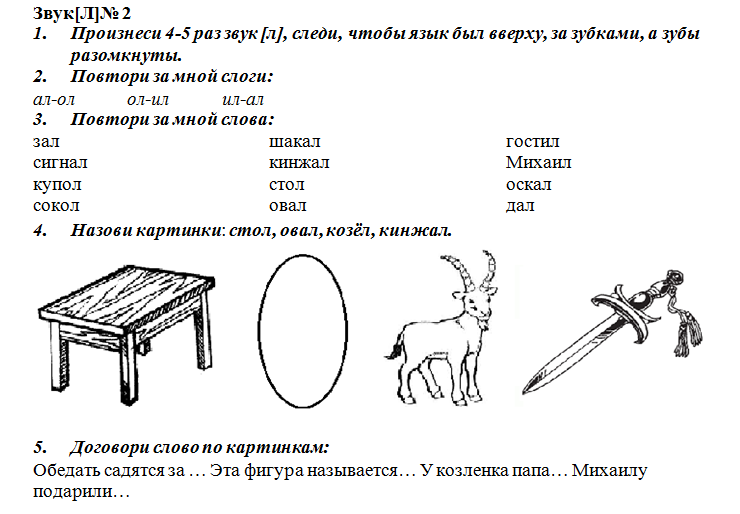 Звук[Л]№ 2
1. Произнеси 4-5 раз звук [л], следи, чтобы язык был вверху, за зубками, а зубы
разомкнуты.
2. Повтори за мной слоги:
ал-ол ол-ил ил-ал
3. Повтори за мной слова:
зал шакал гостил
сигнал кинжал Михаил
купол стол оскал
сокол овал дал
4. Назови картинки: стол, овал, козёл, кинжал.
5. Договори слово по картинкам:
Обедать садятся за … Эта фигура называется… У козленка папа… Михаилу
подарили…